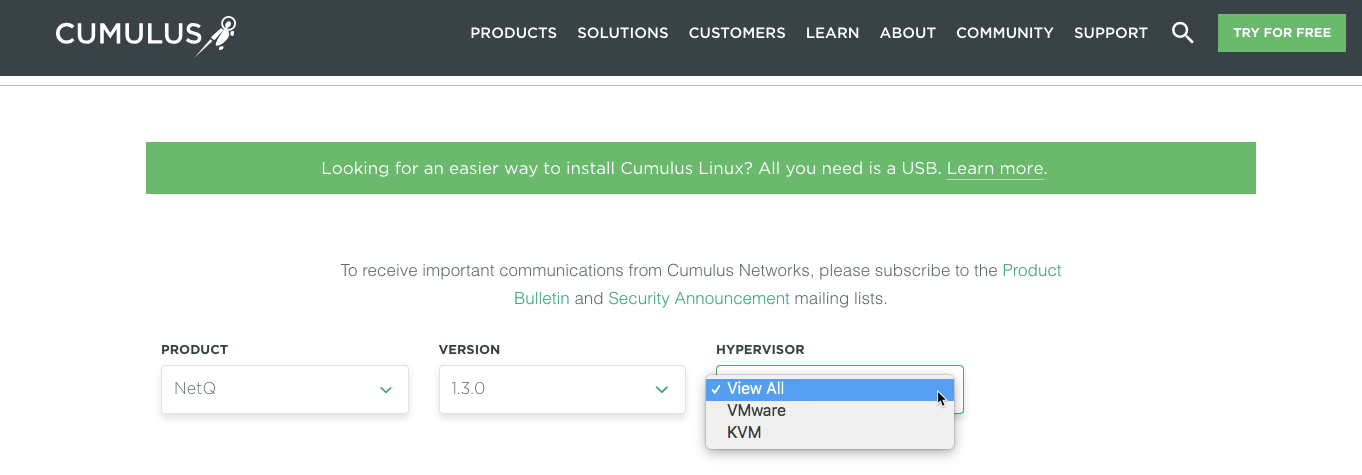 CUMULUS
PRODUCTS SOLUTIONS CUSTOMERS LEARN ABOUT COMMUNITY SUPPORT TRY FOR FREE
Looking for an easier way to install Cumulus Linux? All you need is a USB. Learn more.
To receive important communications from Cumulus Networks, please subscribe to the Product
Bulletin and Security Announcement mailing lists.
PRODUCT VERSION HYPERVISOR
NetQ 1.3.0 ✓ View All
VMware
KVM